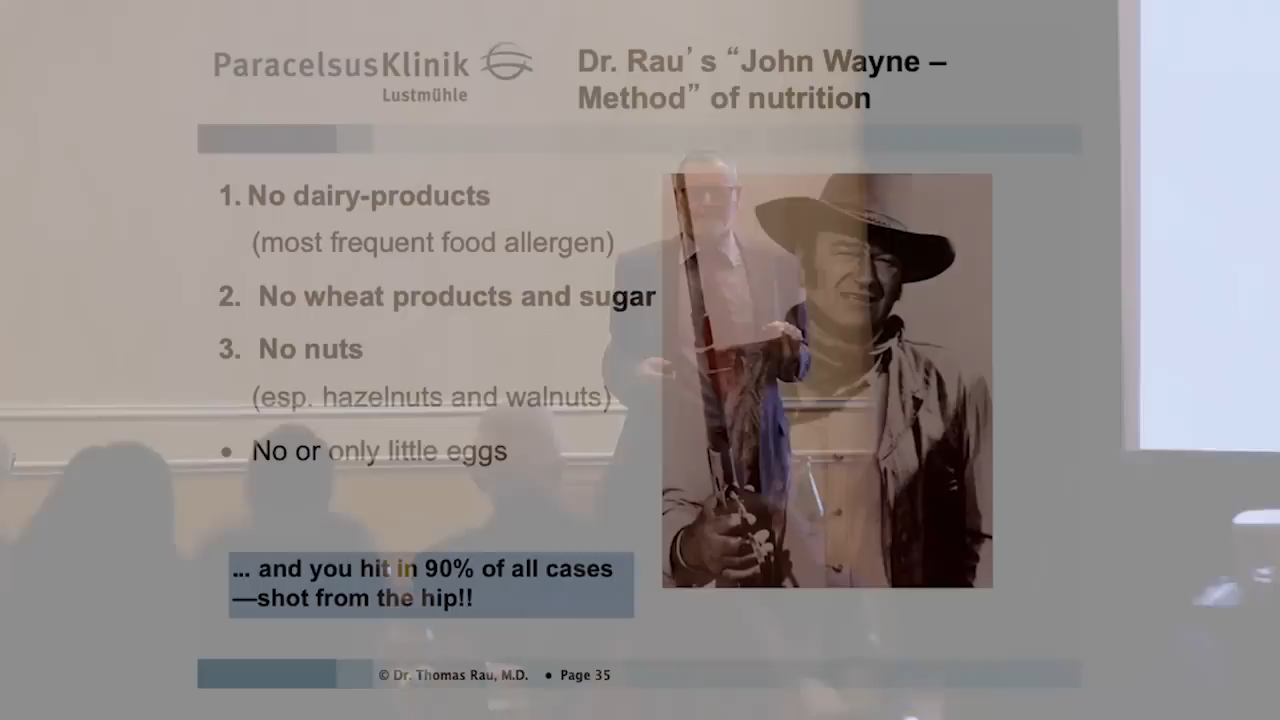 ParacelsusKlinik
Lustmühle
Dr. Rau’ s “John Wayne –
Method” of nutrition
1. No dairy-products
(most frequent food allergen)
2. No wheat products and sugar
3. No nuts
(esp. hazelnuts and walnuts)
• No or only little eggs
... and you hit in 90% of all cases
—shot from the hip!!
© Dr. Thomas Rau, M.D. • Page 35